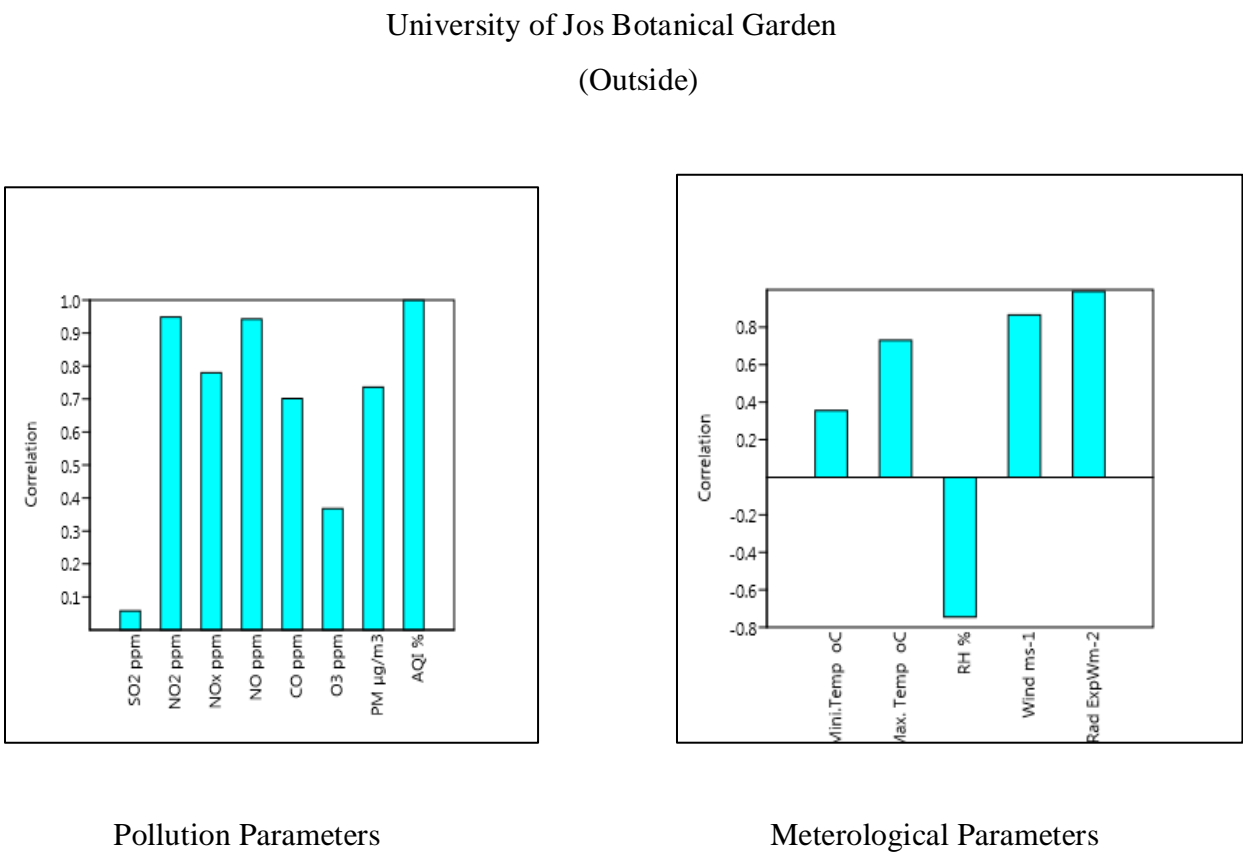 University of Jos Botanical Garden
(Outside)
1.0
0.9
0.8
0.7
0.6
0.5
0.4
0.3
0.2
0.1
Correlation
SO2 ppm
NO2 ppm
NOx ppm
NO ppm
CO ppm
O3 ppm
PM µg/m3
AQI %
0.8
0.6
0.4
0.2
-0.2
-0.4
-0.6
-0.8
Correlation
Mini.Temp oC
Max. Temp oC
RH %
Wind ms-1
Rad ExpWm-2
Pollution Parameters
Meterological Parameters